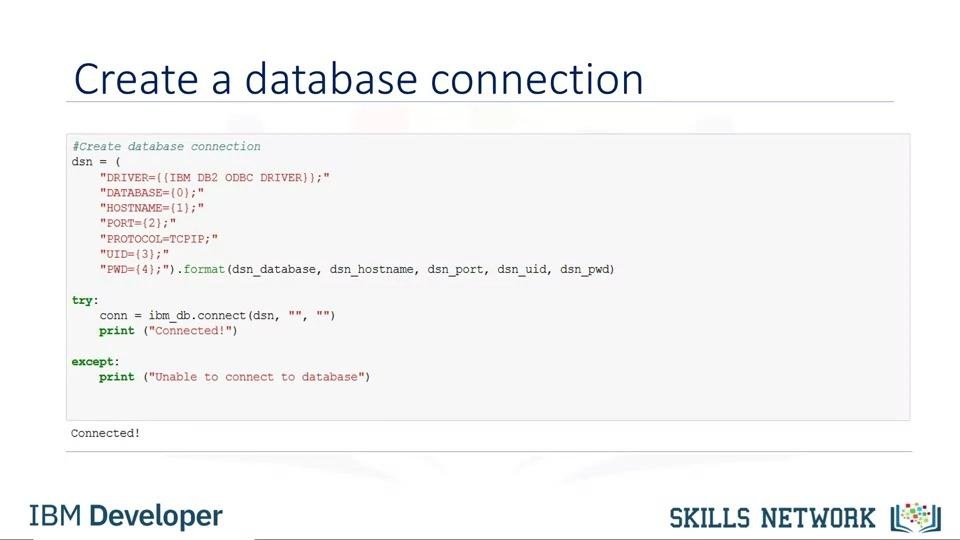 Create a database connection
#Create database connection
dsn = (
    "DRIVER={{IBM DB2 ODBC DRIVER}};"
    "DATABASE={0};"
    "HOSTNAME={1};"
    "PORT={2};"
    "PROTOCOL=TCPIP;"
    "UID={3};"
    "PWD={4};").format(dsn_database, dsn_hostname, dsn_port, dsn_uid, dsn_pwd)
try:
    conn = ibm_db.connect(dsn, "", "")
    print ("Connected!")
except:
    print ("Unable to connect to database")
Connected!
IBM Developer
SKILLS NETWORK